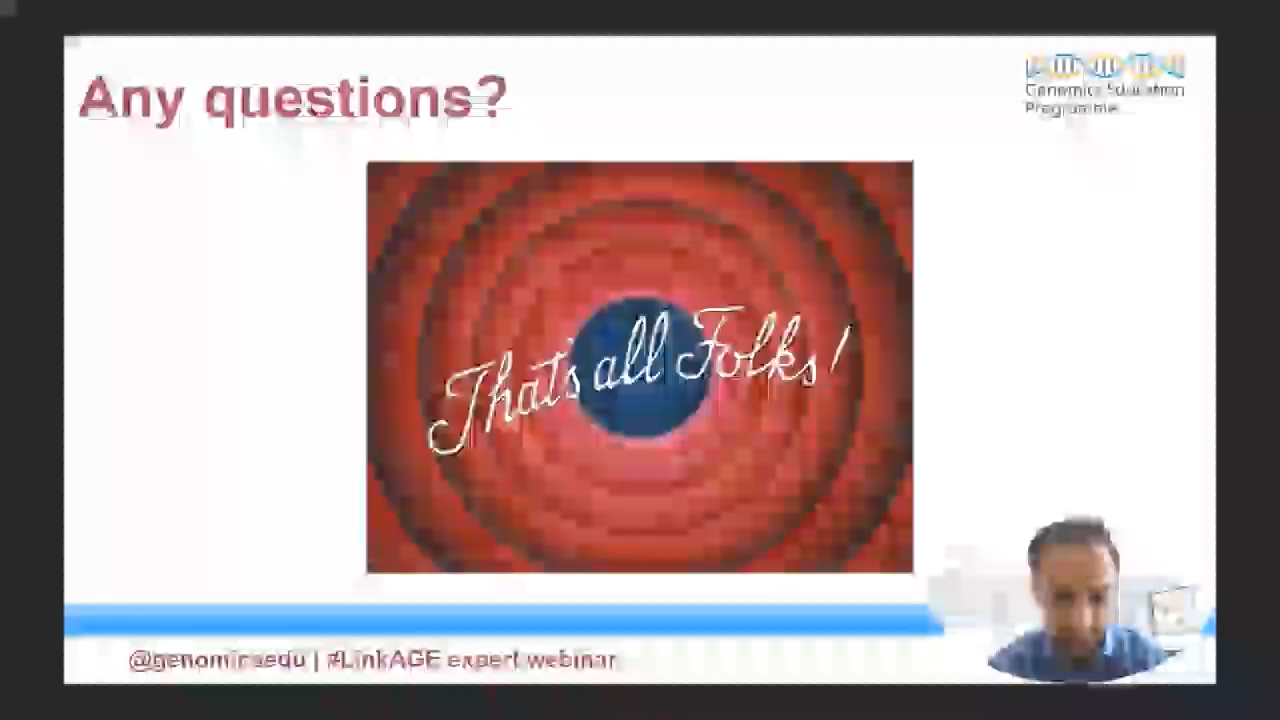 Any questions?
Genomics Education
Programme
That's all Folks!
@genomicsedu | #LinkAGE expert webinar